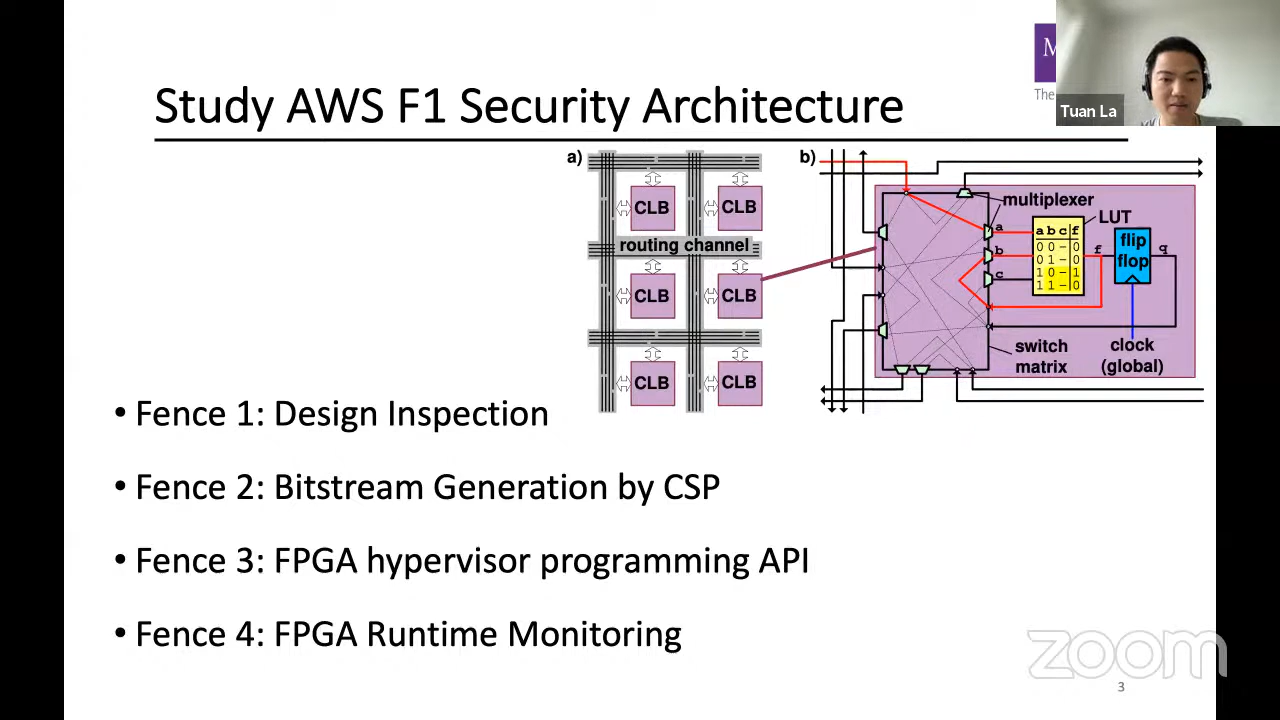 Study AWS F1 Security Architecture
M
The
Tuan La
a)
CLB
CLB
routing channel
CLB
CLB
CLB
CLB
b)
multiplexer
LUT
a b c f
0 0 – 0
0 1 – 0
1 0 – 1
1 1 – 0
a
b
c
f
flip
flop
q
switch
matrix
clock
(global)
• Fence 1: Design Inspection
• Fence 2: Bitstream Generation by CSP
• Fence 3: FPGA hypervisor programming API
• Fence 4: FPGA Runtime Monitoring
zoom
3